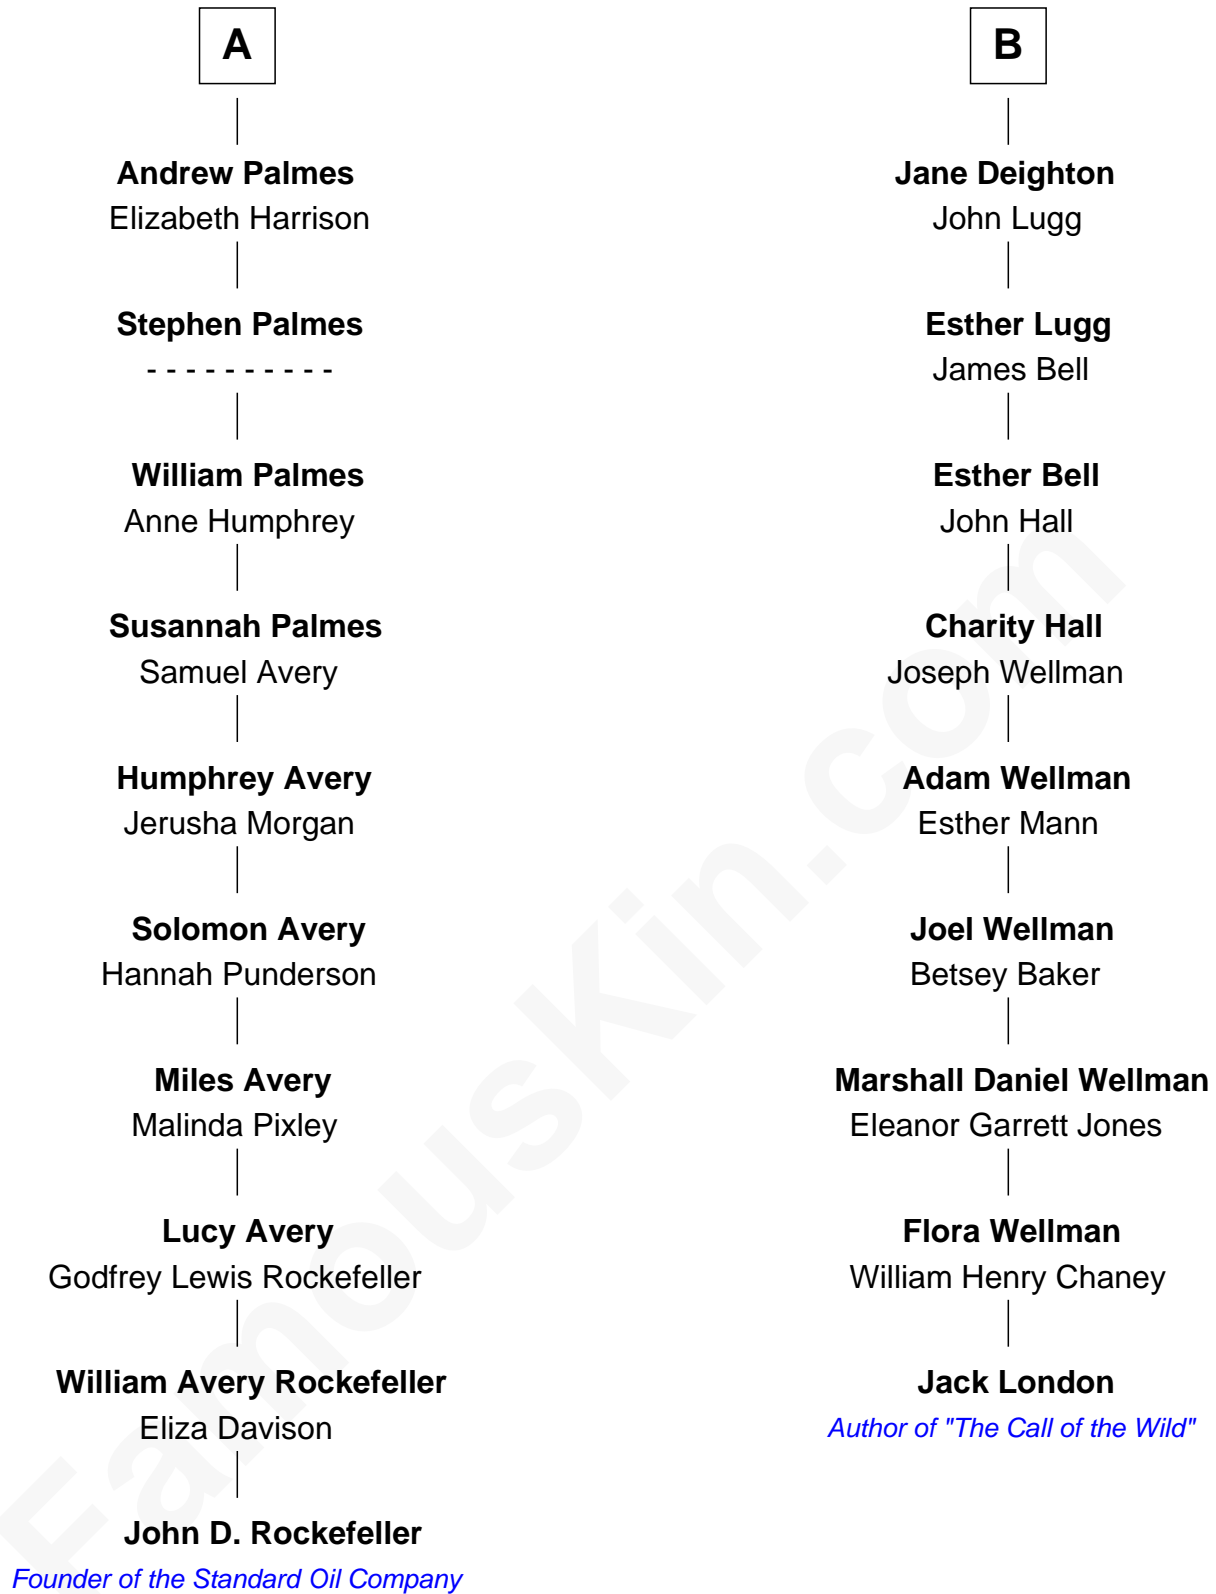 A
Andrew Palmes
Elizabeth Harrison
Stephen Palmes
- - - - - - - - - -
William Palmes
Anne Humphrey
Susannah Palmes
Samuel Avery
Humphrey Avery
Jerusha Morgan
Solomon Avery
Hannah Punderson
Miles Avery
Malinda Pixley
Lucy Avery
Godfrey Lewis Rockefeller
William Avery Rockefeller
Eliza Davison
John D. Rockefeller
Founder of the Standard Oil Company
B
Jane Deighton
John Lugg
Esther Lugg
James Bell
Esther Bell
John Hall
Charity Hall
Joseph Wellman
Adam Wellman
Esther Mann
Joel Wellman
Betsey Baker
Marshall Daniel Wellman
Eleanor Garrett Jones
Flora Wellman
William Henry Chaney
Jack London
Author of "The Call of the Wild"
FamousKin.com